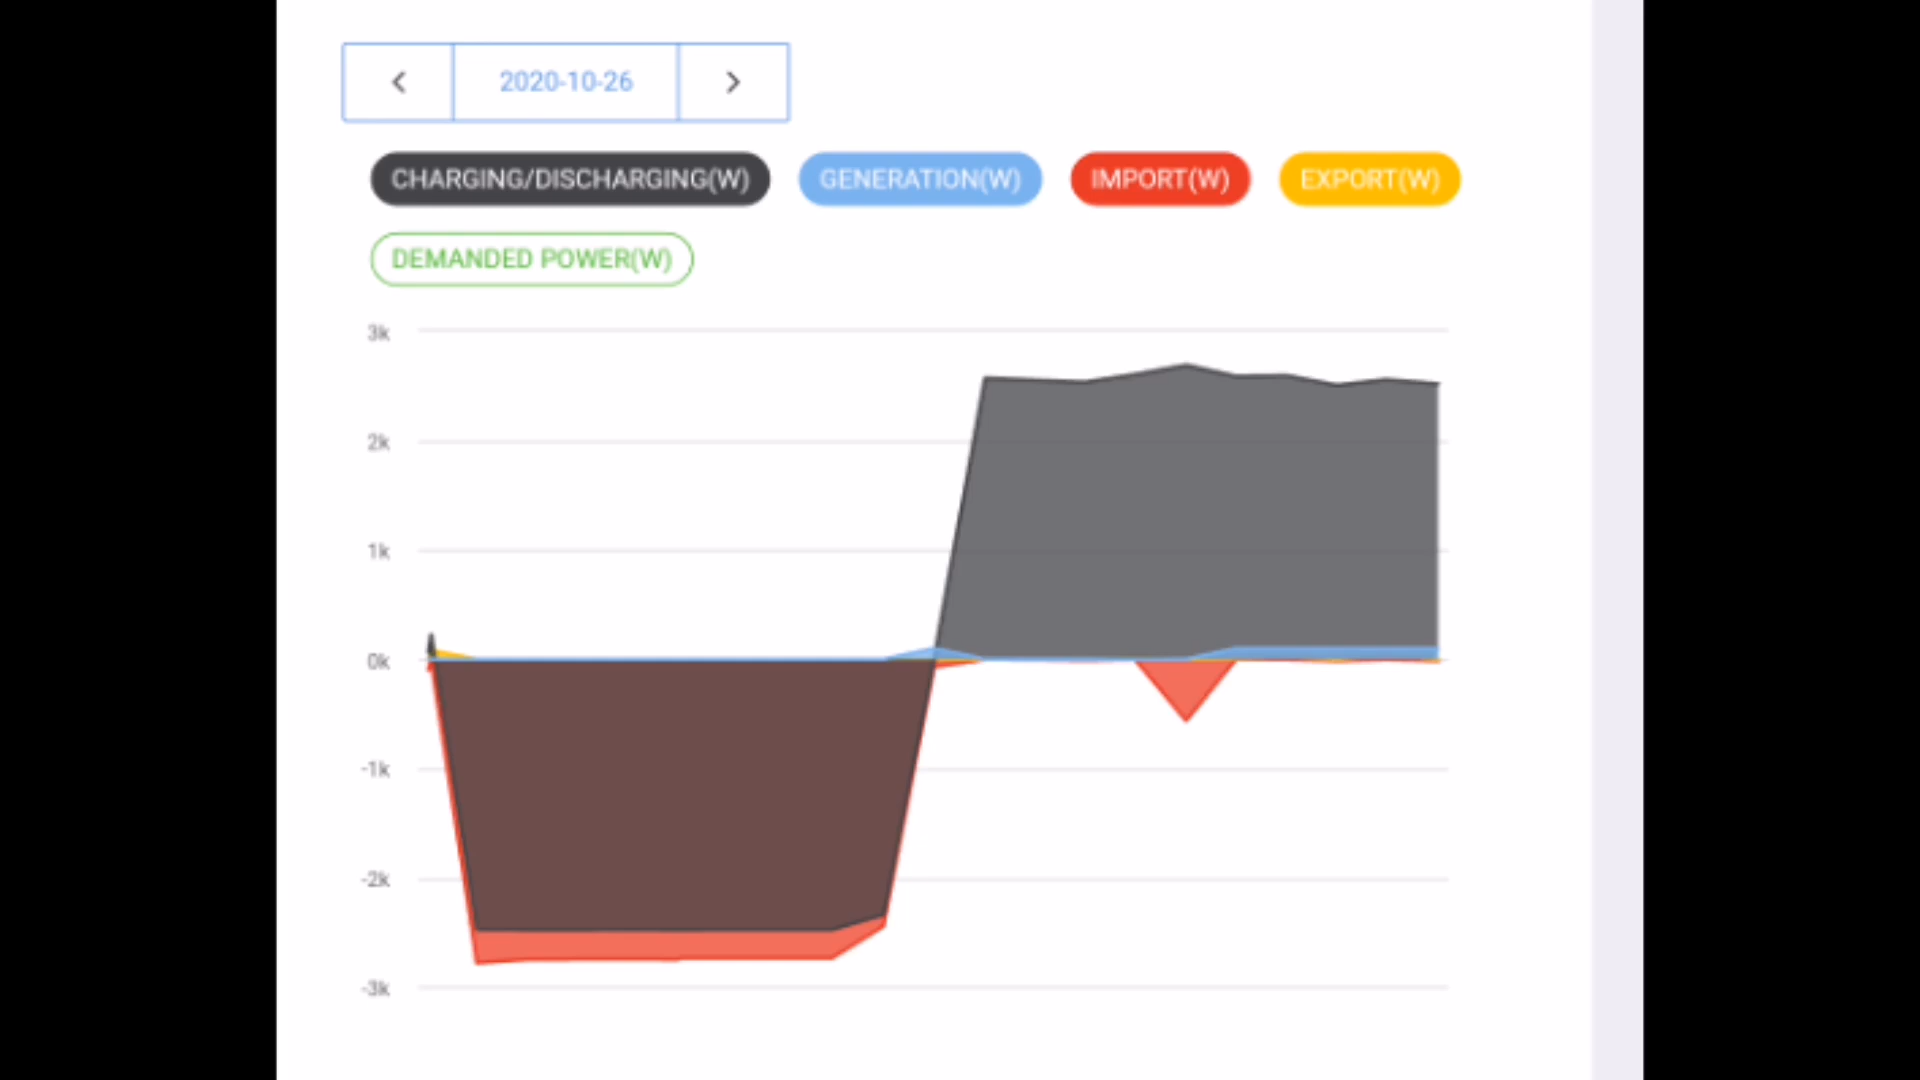 2020-10-26
CHARGING/DISCHARGING(W) GENERATION(W) IMPORT(W) EXPORT(W)
DEMANDED POWER(W)
3k
2k
1k
0k
-1k
-2k
-3k